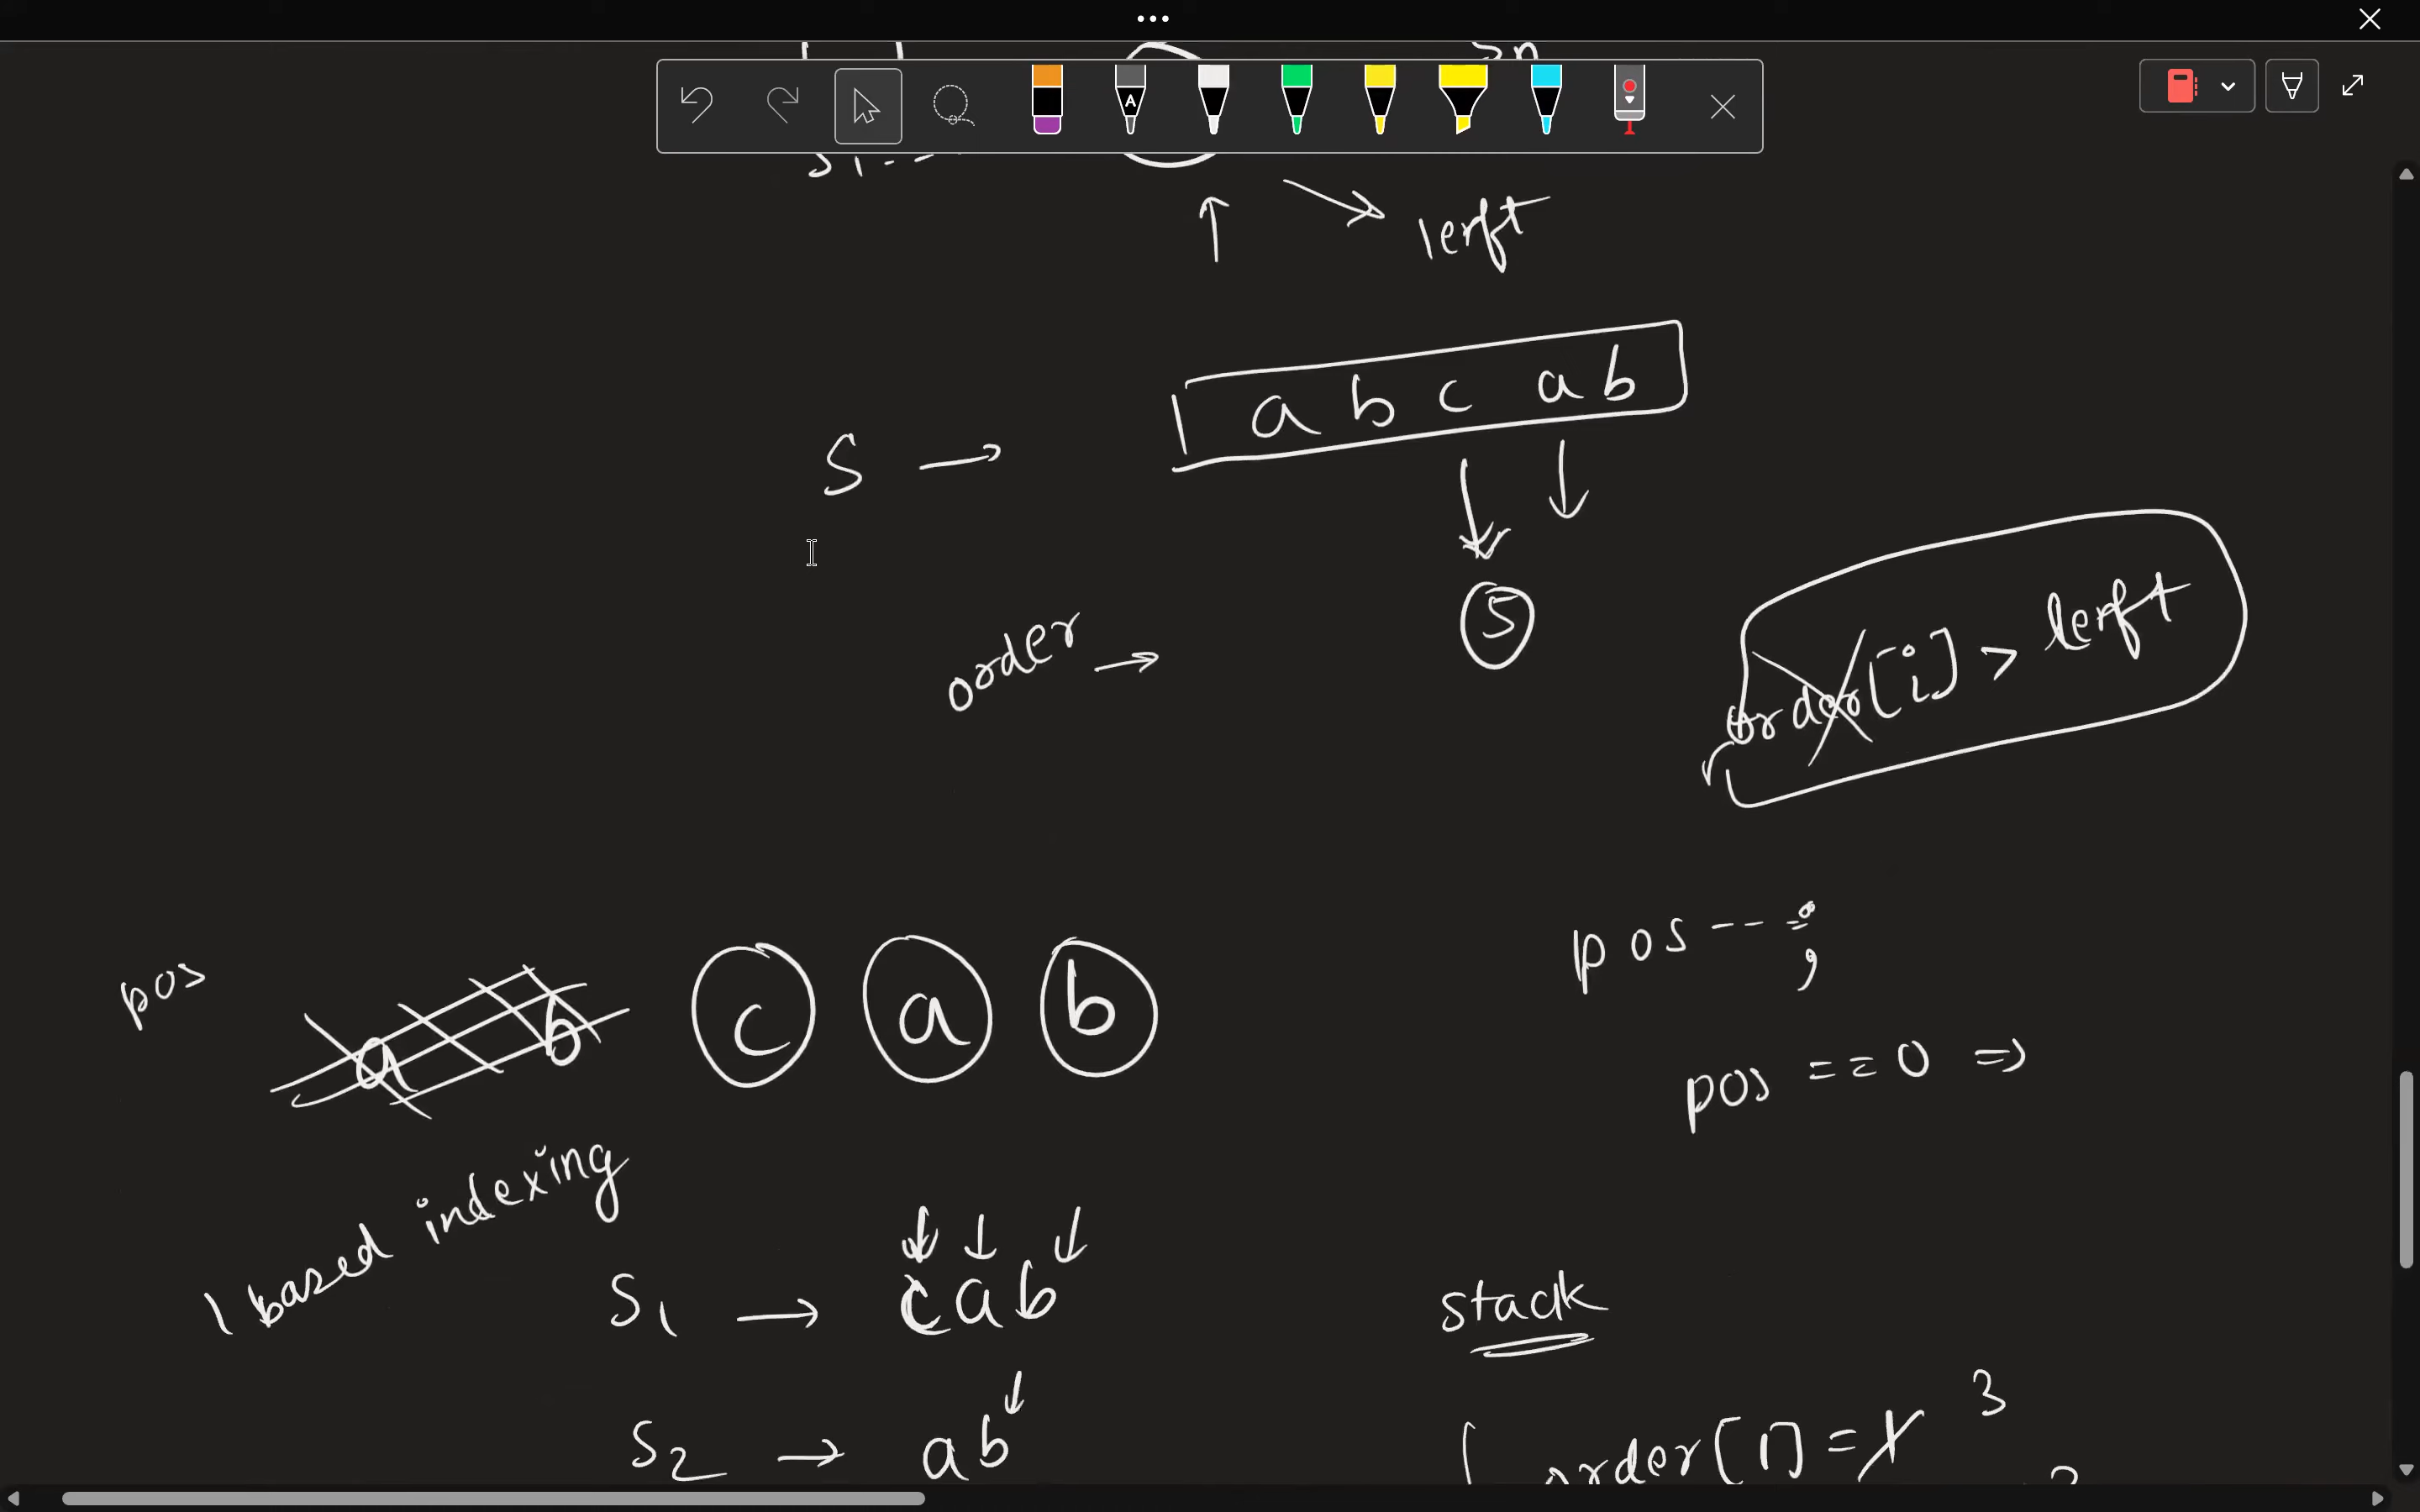 left
S → a b c a b
5
order →
order[i] > left
pos
a b c a b
pos --;
pos == 0 ⇒
1 based indexing
S1 → cab
stack
S2 → ab
order[1] = 3